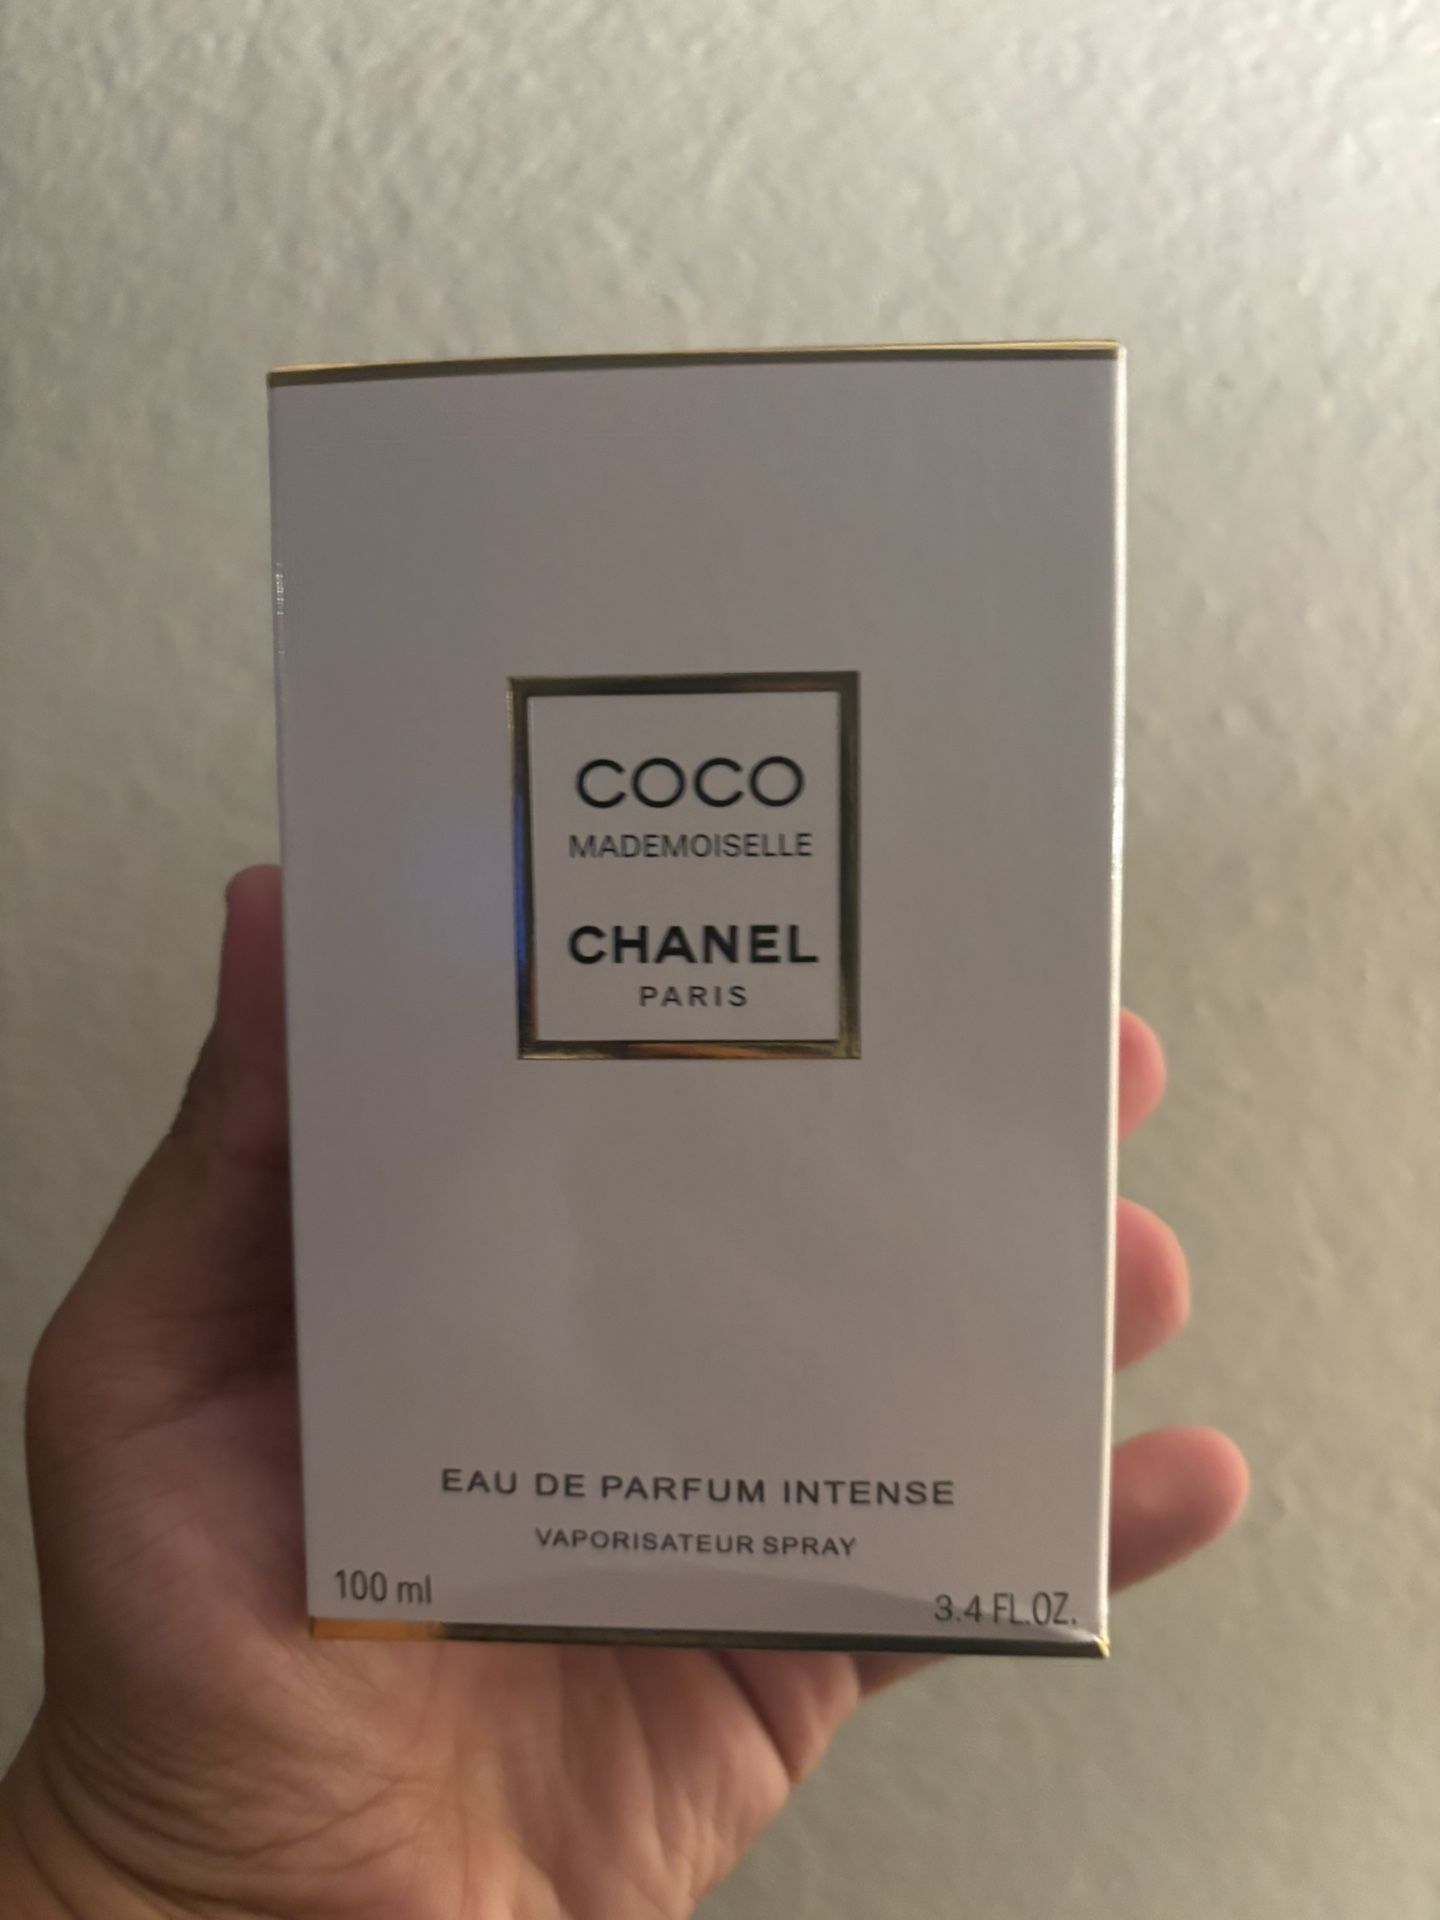 COCO
MADEMOISELLE
CHANEL
PARIS
EAU DE PARFUM INTENSE
VAPORISATEUR SPRAY
100 ml
3.4 FL.OZ.